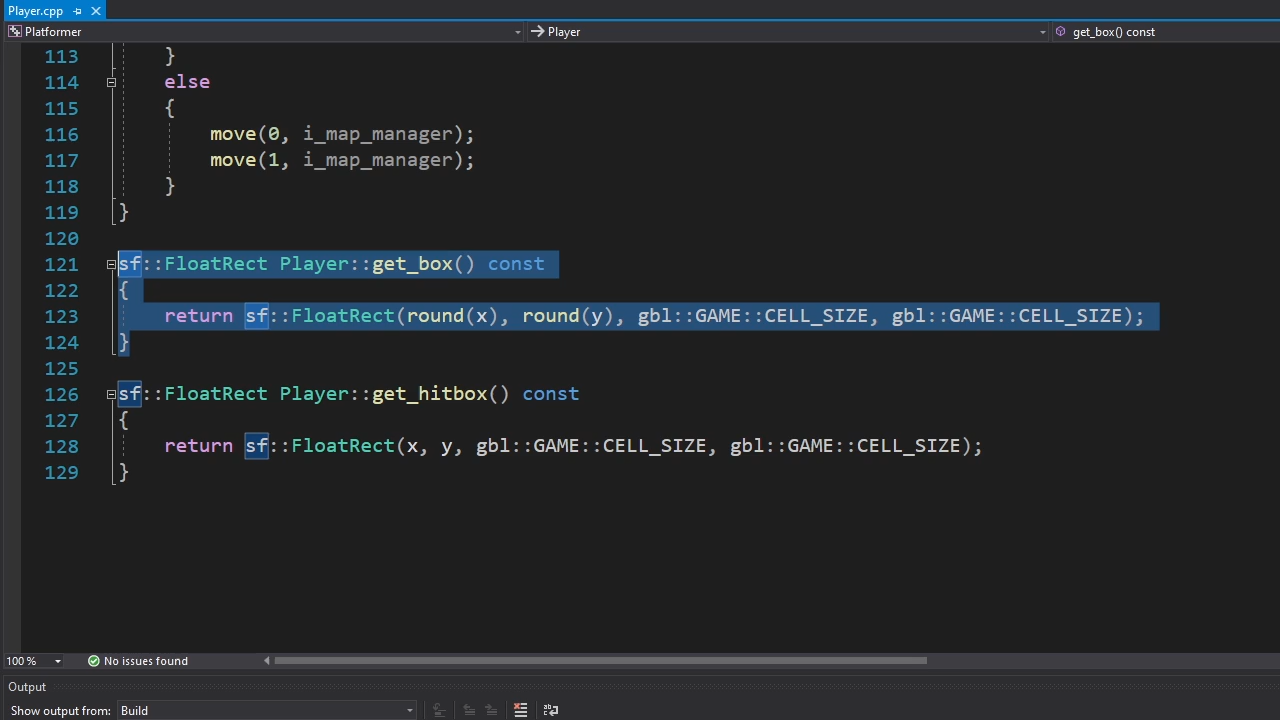 Player.cpp
Platformer Player get_box() const
113 }
114 else
115 {
116 move(0, i_map_manager);
117 move(1, i_map_manager);
118 }
119 }
120
121 sf::FloatRect Player::get_box() const
122 {
123 return sf::FloatRect(round(x), round(y), gbl::GAME::CELL_SIZE, gbl::GAME::CELL_SIZE);
124 }
125
126 sf::FloatRect Player::get_hitbox() const
127 {
128 return sf::FloatRect(x, y, gbl::GAME::CELL_SIZE, gbl::GAME::CELL_SIZE);
129 }
100 % No issues found
Output
Show output from: Build